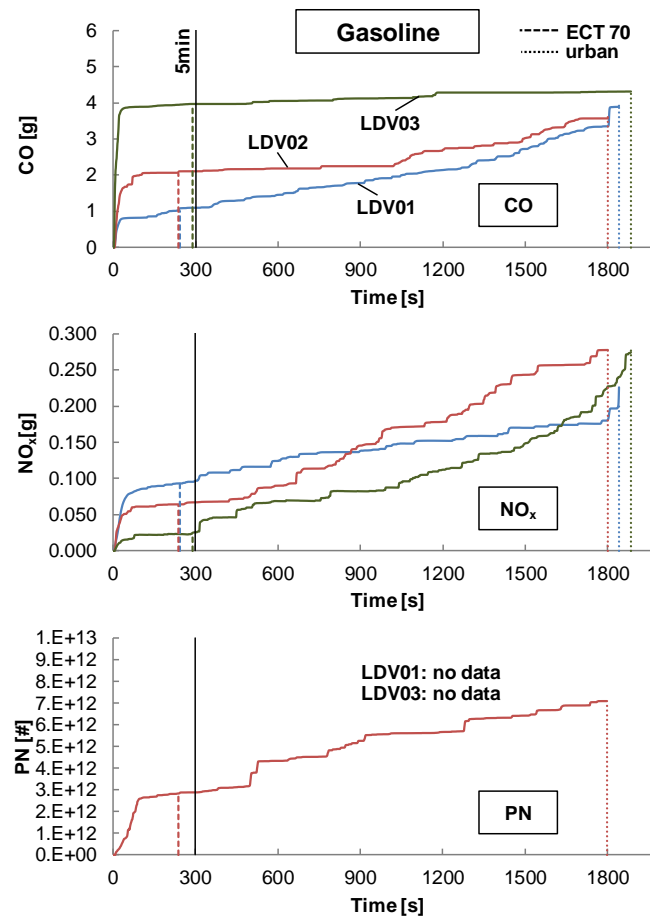 Gasoline
ECT 70
urban
5min
6
5
4
3
2
1
0
CO [g]
LDV03
LDV02
LDV01
CO
0 300 600 900 1200 1500 1800
Time [s]
0.300
0.250
0.200
0.150
0.100
0.050
0.000
NOx[g]
NOx
0 300 600 900 1200 1500 1800
Time [s]
1.E+13
9.E+12
8.E+12
7.E+12
6.E+12
5.E+12
4.E+12
3.E+12
2.E+12
1.E+12
0.E+00
PN [#]
LDV01: no data
LDV03: no data
PN
0 300 600 900 1200 1500 1800
Time [s]